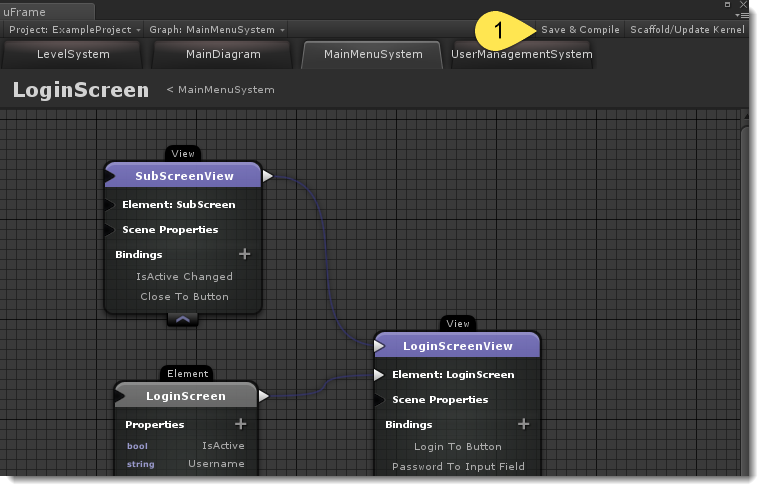 uFrame
Project: ExampleProject
Graph: MainMenuSystem
1
Save & Compile
Scaffold/Update Kernel
LevelSystem
MainDiagram
MainMenuSystem
UserManagementSystem
LoginScreen
< MainMenuSystem
View
SubScreenView
Element: SubScreen
Scene Properties
Bindings +
IsActive Changed
Close To Button
View
LoginScreenView
Element: LoginScreen
Scene Properties
Bindings +
Login To Button
Password To Input Field
Element
LoginScreen
Properties +
bool IsActive
string Username